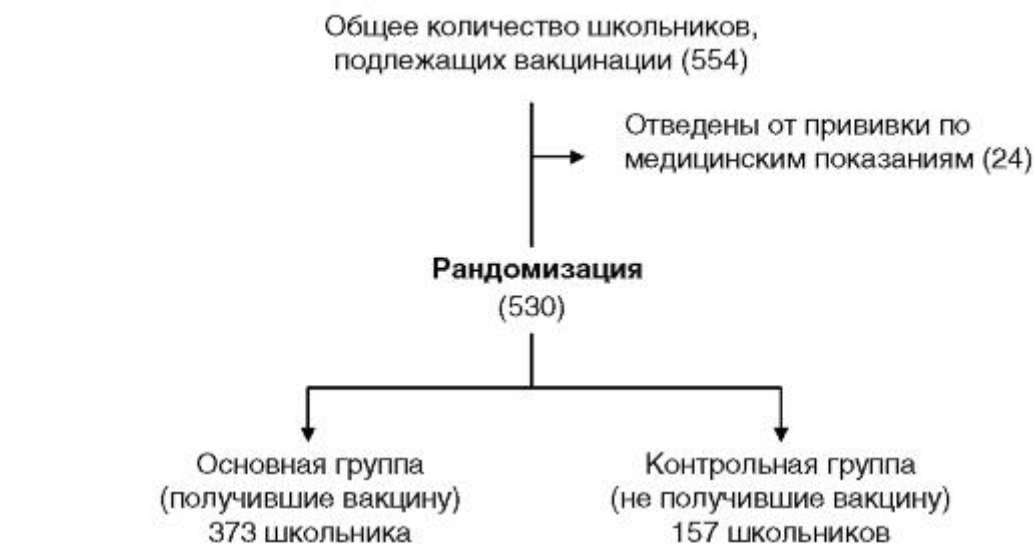 Общее количество школьников,
подлежащих вакцинации (554)
Отведены от прививки по
медицинским показаниям (24)
Рандомизация
(530)
Основная группа
(получившие вакцину)
373 школьника
Контрольная группа
(не получившие вакцину)
157 школьников